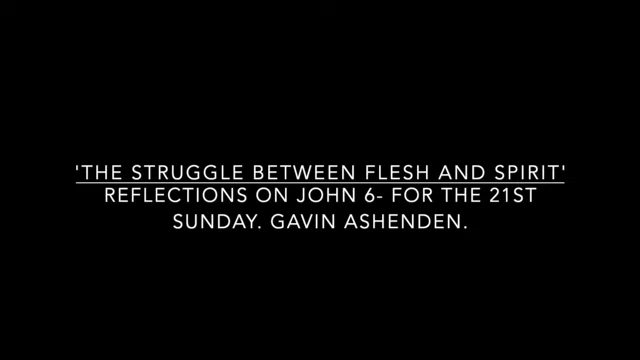 'THE STRUGGLE BETWEEN FLESH AND SPIRIT'
REFLECTIONS ON JOHN 6- FOR THE 21ST
SUNDAY. GAVIN ASHENDEN.